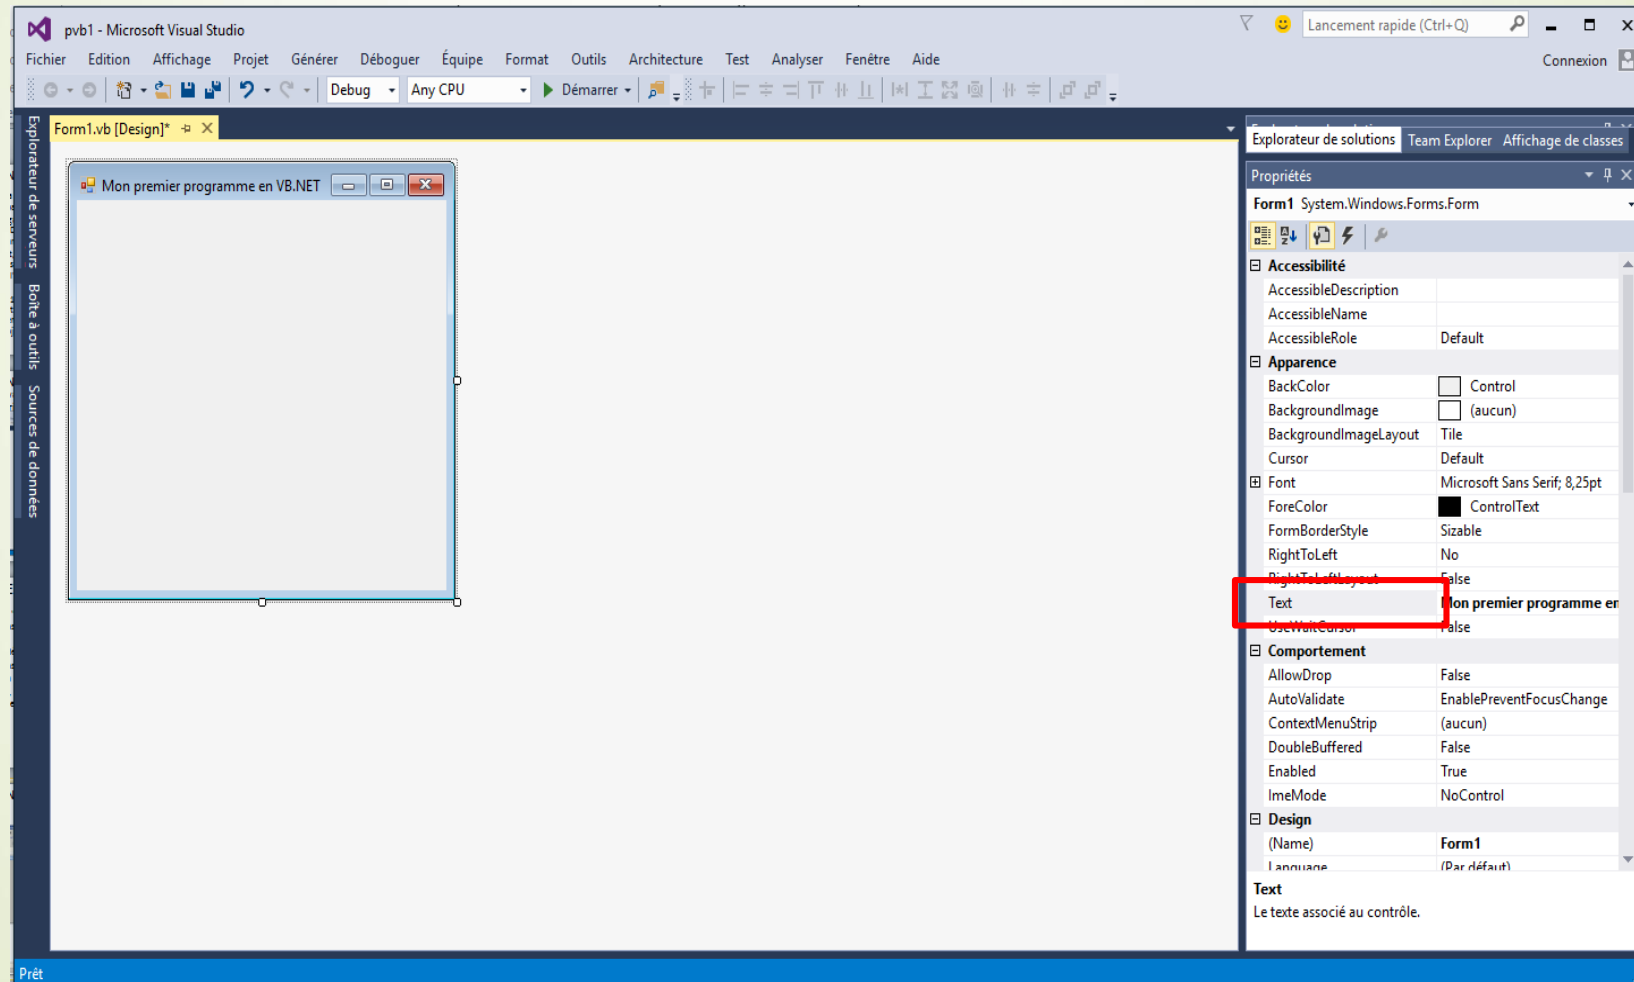 pvb1 - Microsoft Visual Studio
Lancement rapide (Ctrl+Q)
Fichier Edition Affichage Projet Générer Déboguer Équipe Format Outils Architecture Test Analyser Fenêtre Aide
Connexion
Debug Any CPU Démarrer
Explorateur de serveurs
Boîte à outils
Sources de données
Form1.vb [Design]*
Mon premier programme en VB.NET
Explorateur de solutions Team Explorer Affichage de classes
Propriétés
Form1 System.Windows.Forms.Form
Accessibilité
AccessibleDescription
AccessibleName
AccessibleRole Default
Apparence
BackColor Control
BackgroundImage (aucun)
BackgroundImageLayout Tile
Cursor Default
Font Microsoft Sans Serif; 8,25pt
ForeColor ControlText
FormBorderStyle Sizable
RightToLeft No
RightToLeftLayout False
Text Mon premier programme en
UseWaitCursor False
Comportement
AllowDrop False
AutoValidate EnablePreventFocusChange
ContextMenuStrip (aucun)
DoubleBuffered False
Enabled True
ImeMode NoControl
Design
(Name) Form1
Language (Par défaut)
Text
Le texte associé au contrôle.
Prêt